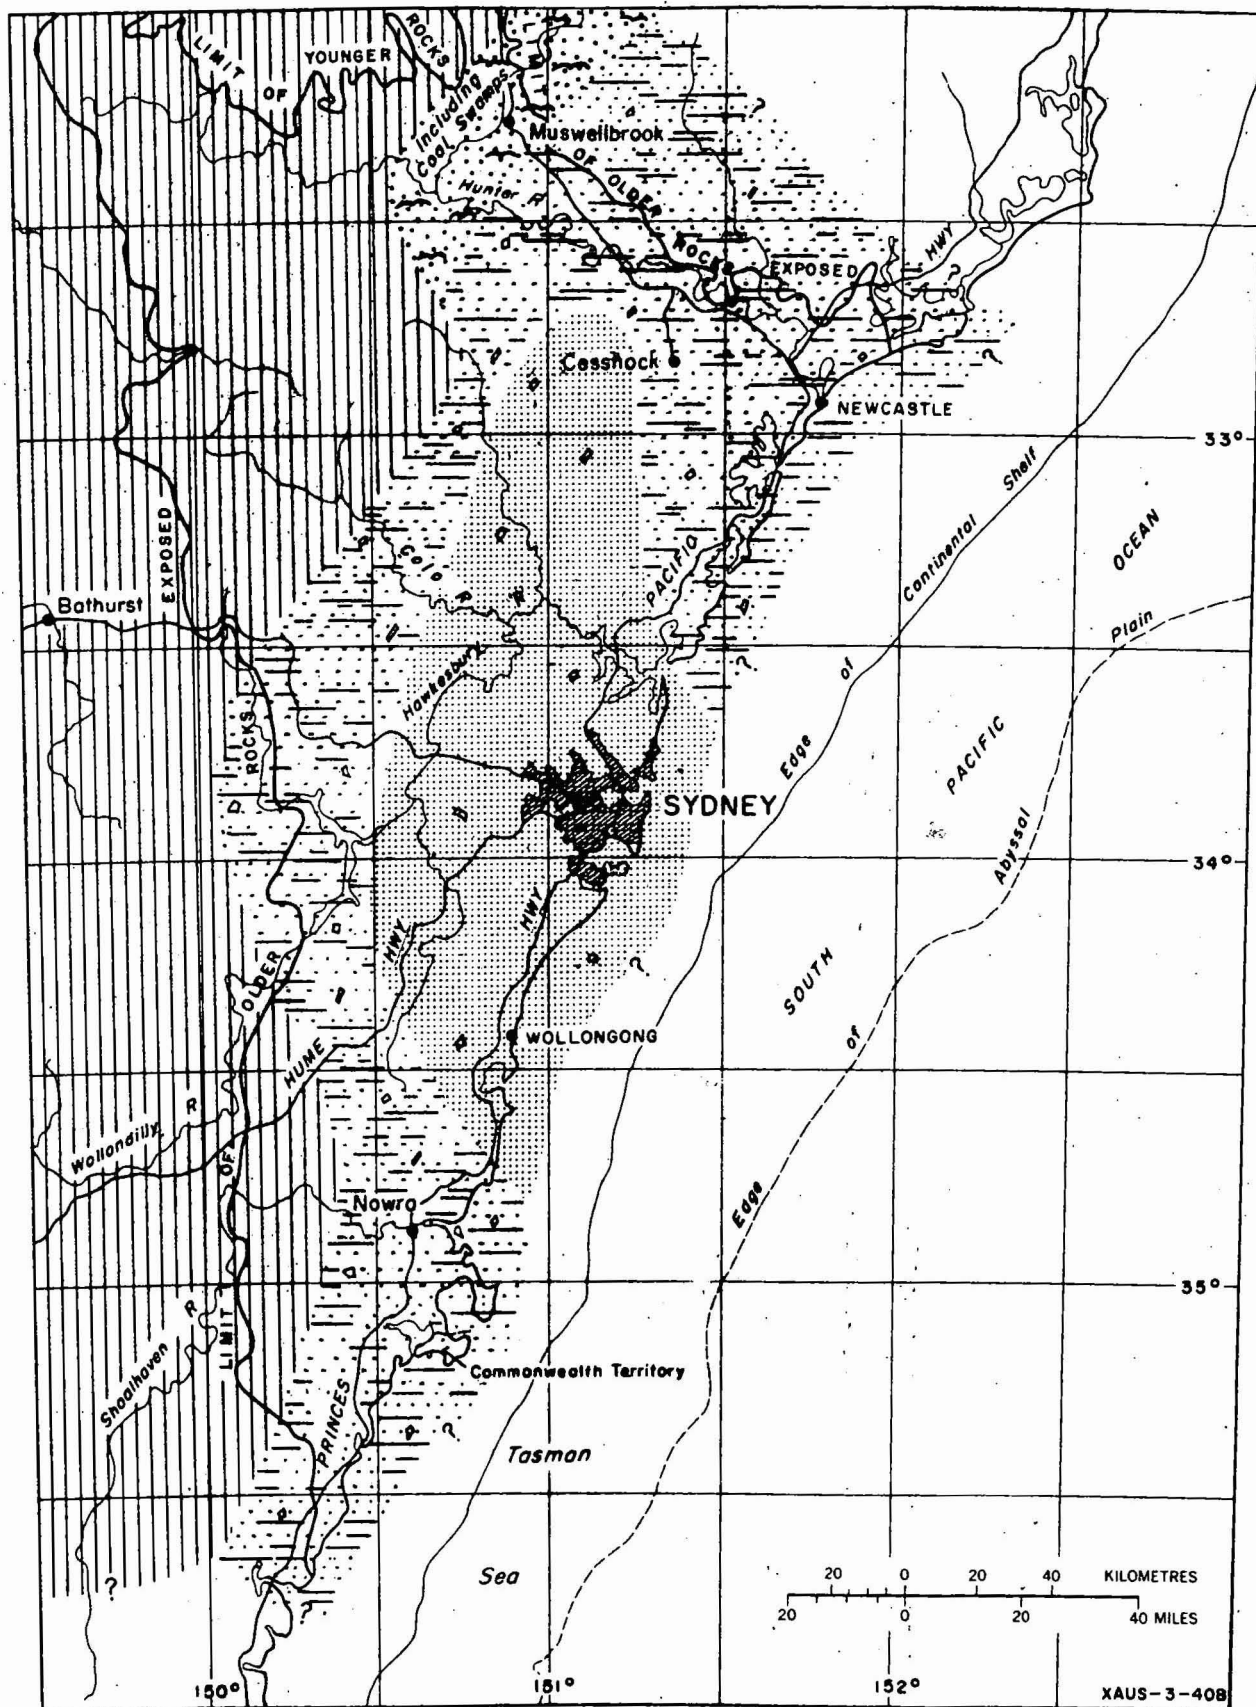 LIMIT OF YOUNGER ROCKS
Including
Coal Swamps
LIMIT OF OLDER ROCKS EXPOSED
Muswellbrook
Hunter R
HWY
Cessnock
NEWCASTLE
33°
Edge of Continental Shelf
PACIFIC
Colo R
EXPOSED
Bathurst
ROCKS
Hawkesbury
SYDNEY
34°
SOUTH PACIFIC OCEAN
Edge of Abyssal Plain
HWY
HWY
OLDER
HUME
WOLLONGONG
Wollondilly R
OF
Nowra
35°
LIMIT
Shoalhaven R
Commonwealth Territory
PRINCES
Tasman
Sea
20 0 20 40 KILOMETRES
20 0 20 40 MILES
150° 151° 152°
XAUS-3-408